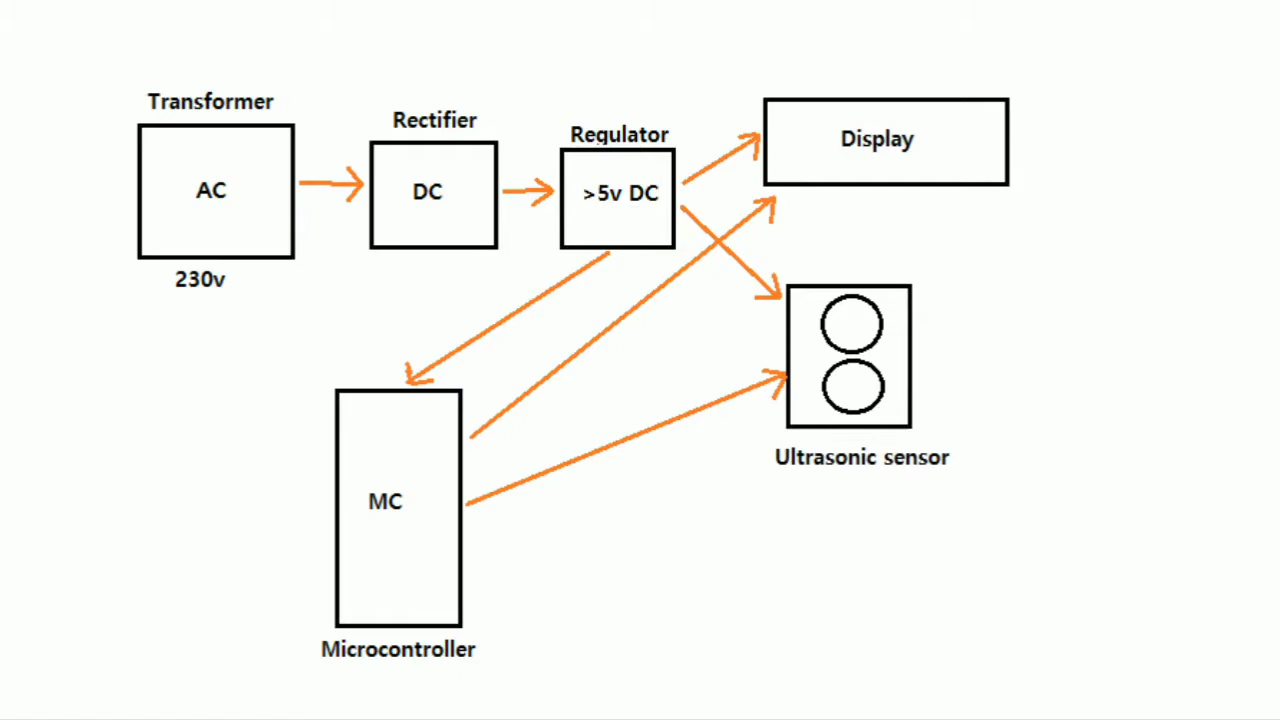 Transformer
AC
230v
Rectifier
DC
Regulator
>5v DC
Display
Ultrasonic sensor
MC
Microcontroller